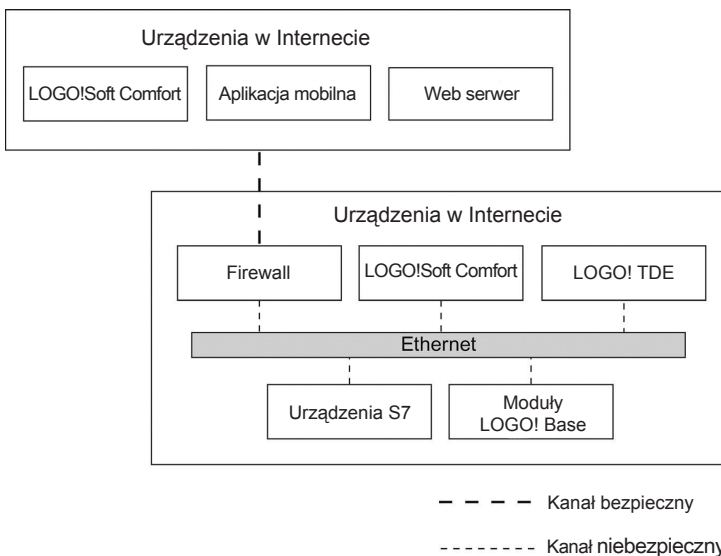 Urządzenia w Internecie
LOGO!Soft Comfort
Aplikacja mobilna
Web serwer
Urządzenia w Internecie
Firewall
LOGO!Soft Comfort
LOGO! TDE
Ethernet
Urządzenia S7
Moduły
LOGO! Base
Kanał bezpieczny
Kanał niebezpieczny